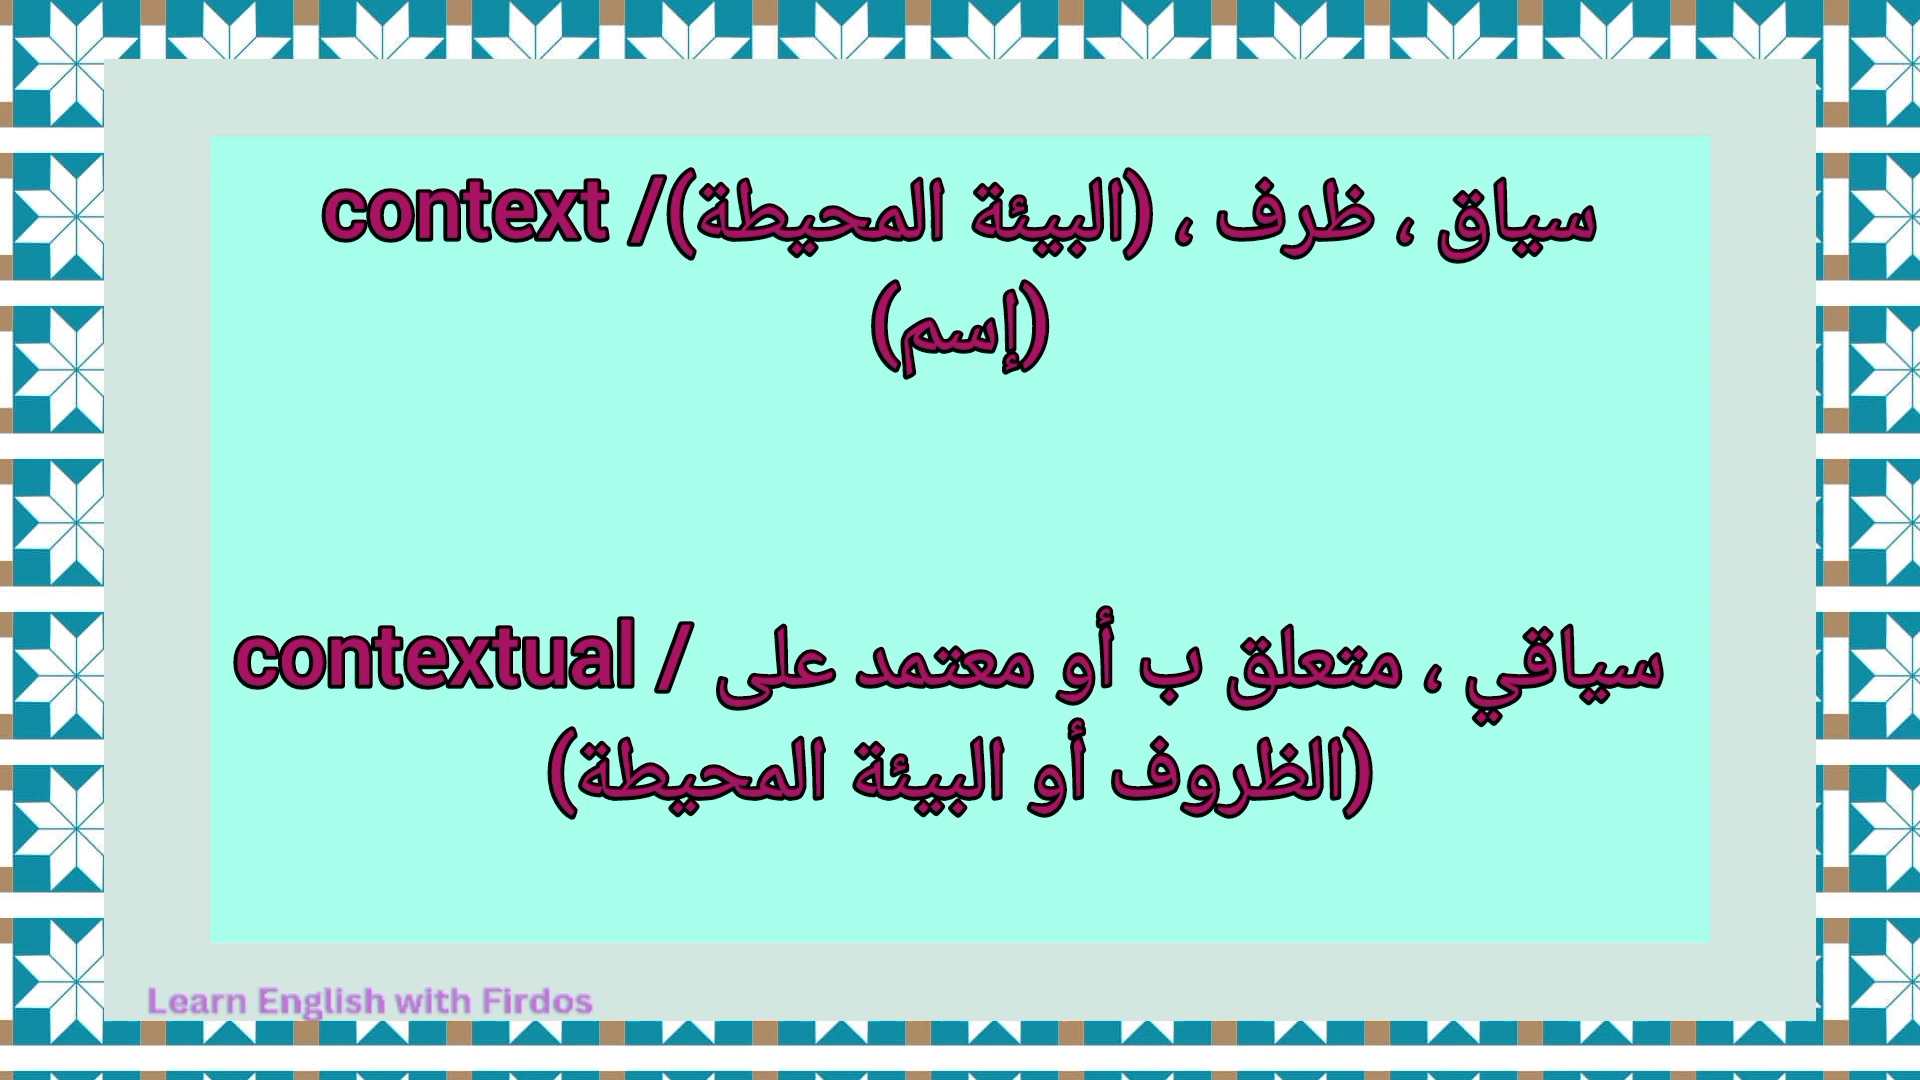 context /سياق ، ظرف ، (البيئة المحيطة)
(إسم)
contextual / سياقي ، متعلق ب أو معتمد على
(الظروف أو البيئة المحيطة)
Learn English with Firdos